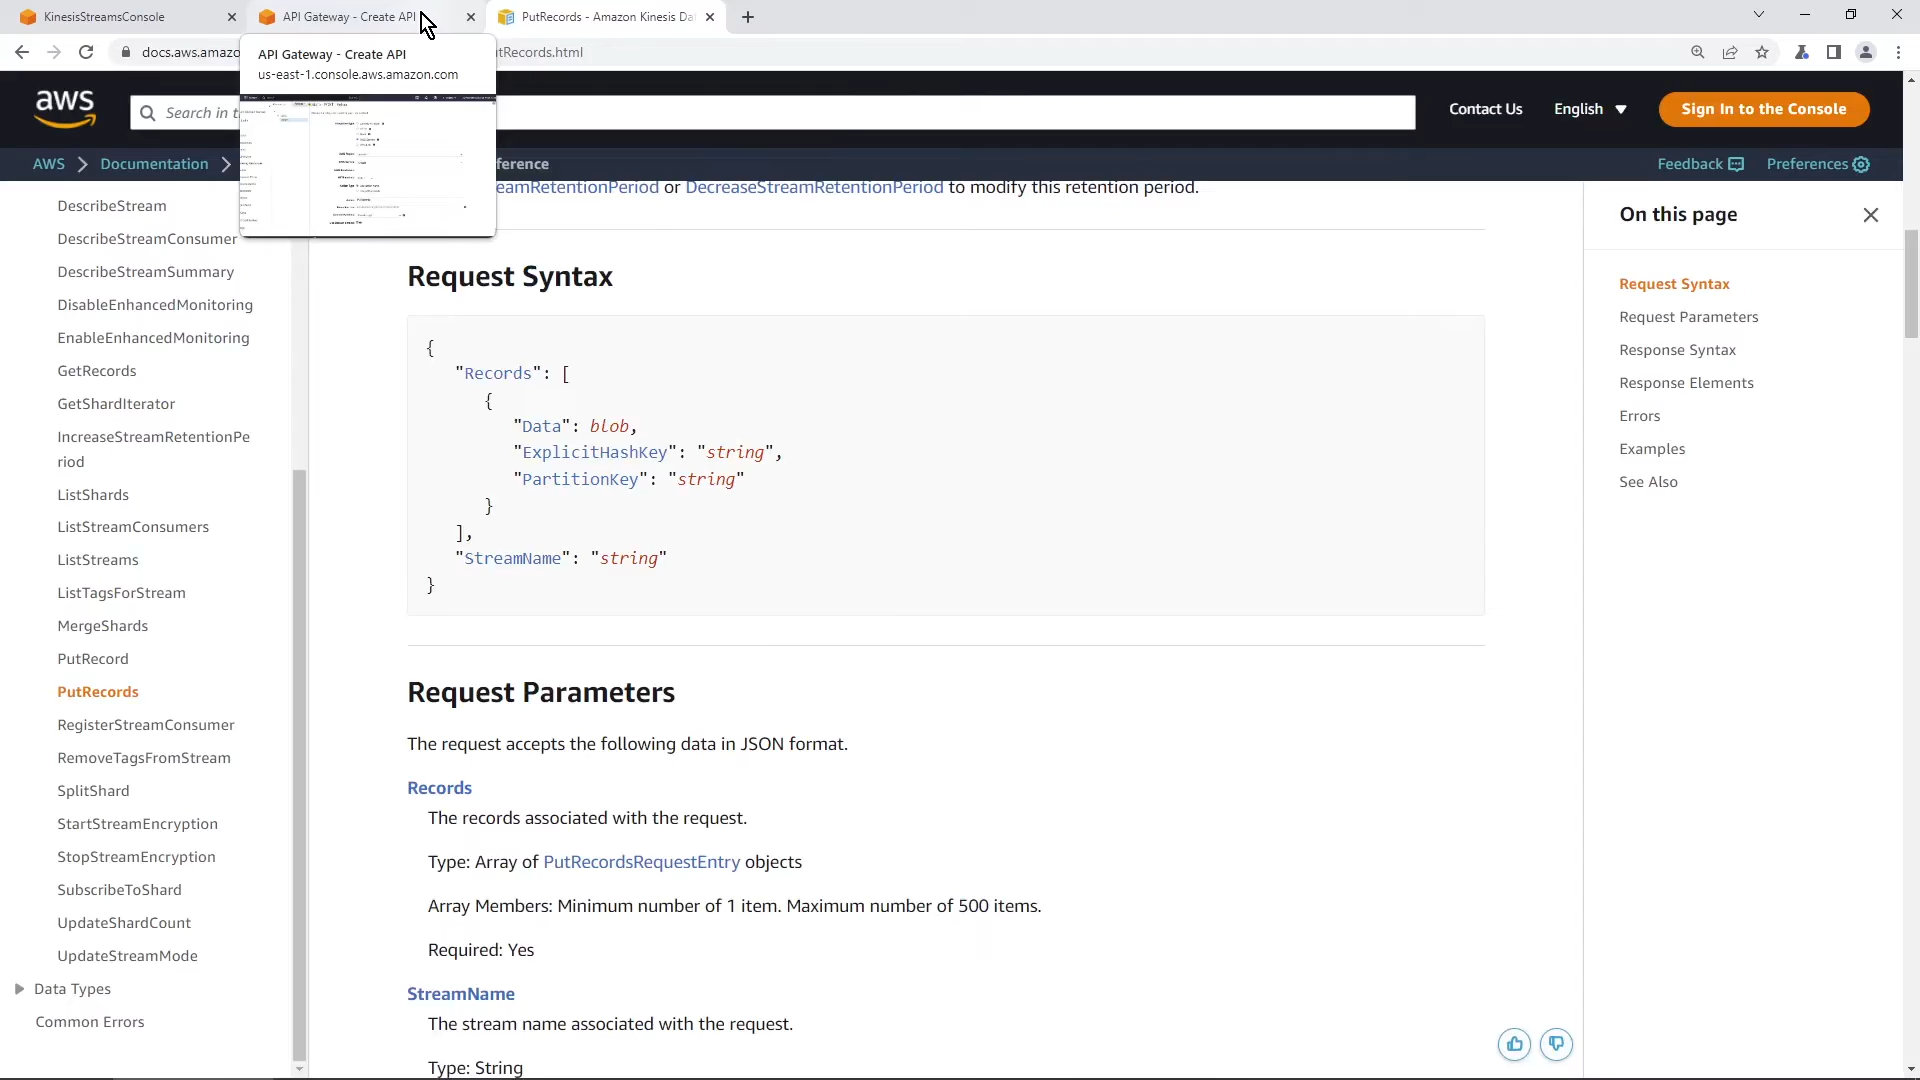 KinesisStreamsConsole
API Gateway - Create API
PutRecords - Amazon Kinesis Da
docs.aws.amazo
utRecords.html
API Gateway - Create API
us-east-1.console.aws.amazon.com
aws
Search in t
Contact Us
English
Sign In to the Console
AWS
Documentation
ference
Feedback
Preferences
DescribeStream
DescribeStreamConsumer
DescribeStreamSummary
DisableEnhancedMonitoring
EnableEnhancedMonitoring
GetRecords
GetShardIterator
IncreaseStreamRetentionPe
riod
ListShards
ListStreamConsumers
ListStreams
ListTagsForStream
MergeShards
PutRecord
PutRecords
RegisterStreamConsumer
RemoveTagsFromStream
SplitShard
StartStreamEncryption
StopStreamEncryption
SubscribeToShard
UpdateShardCount
UpdateStreamMode
Data Types
Common Errors
eamRetentionPeriod or DecreaseStreamRetentionPeriod to modify this retention period.
Request Syntax
{
"Records": [
{
"Data": blob,
"ExplicitHashKey": "string",
"PartitionKey": "string"
}
],
"StreamName": "string"
}
Request Parameters
The request accepts the following data in JSON format.
Records
The records associated with the request.
Type: Array of PutRecordsRequestEntry objects
Array Members: Minimum number of 1 item. Maximum number of 500 items.
Required: Yes
StreamName
The stream name associated with the request.
Type: String
On this page
Request Syntax
Request Parameters
Response Syntax
Response Elements
Errors
Examples
See Also